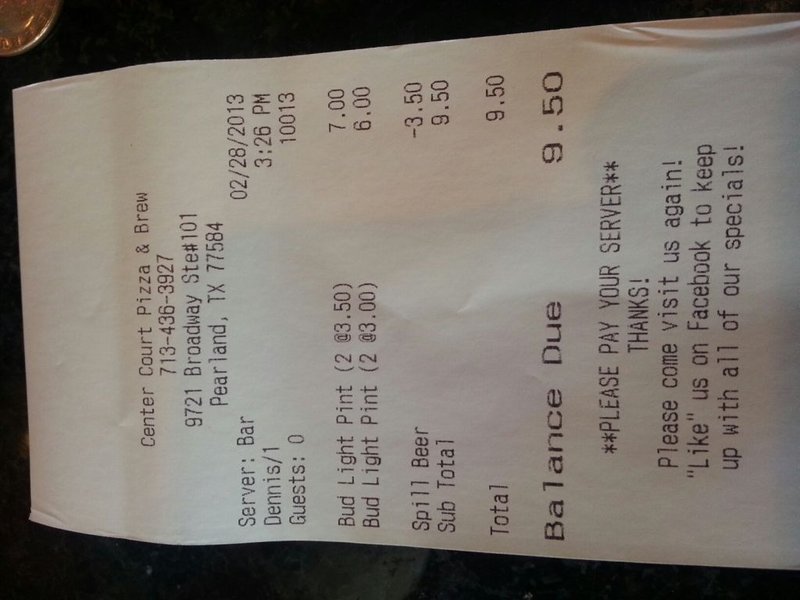 Center Court Pizza & Brew
713-436-3927
9721 Broadway Ste#101
Pearland, TX 77584
Server: Bar 02/28/2013
Dennis/1 3:26 PM
Guests: 0 10013
Bud Light Pint (2 @3.50) 7.00
Bud Light Pint (2 @3.00) 6.00
Spill Beer -3.50
Sub Total 9.50
Total 9.50
Balance Due 9.50
**PLEASE PAY YOUR SERVER**
THANKS!
Please come visit us again!
"Like" us on Facebook to keep
up with all of our specials!